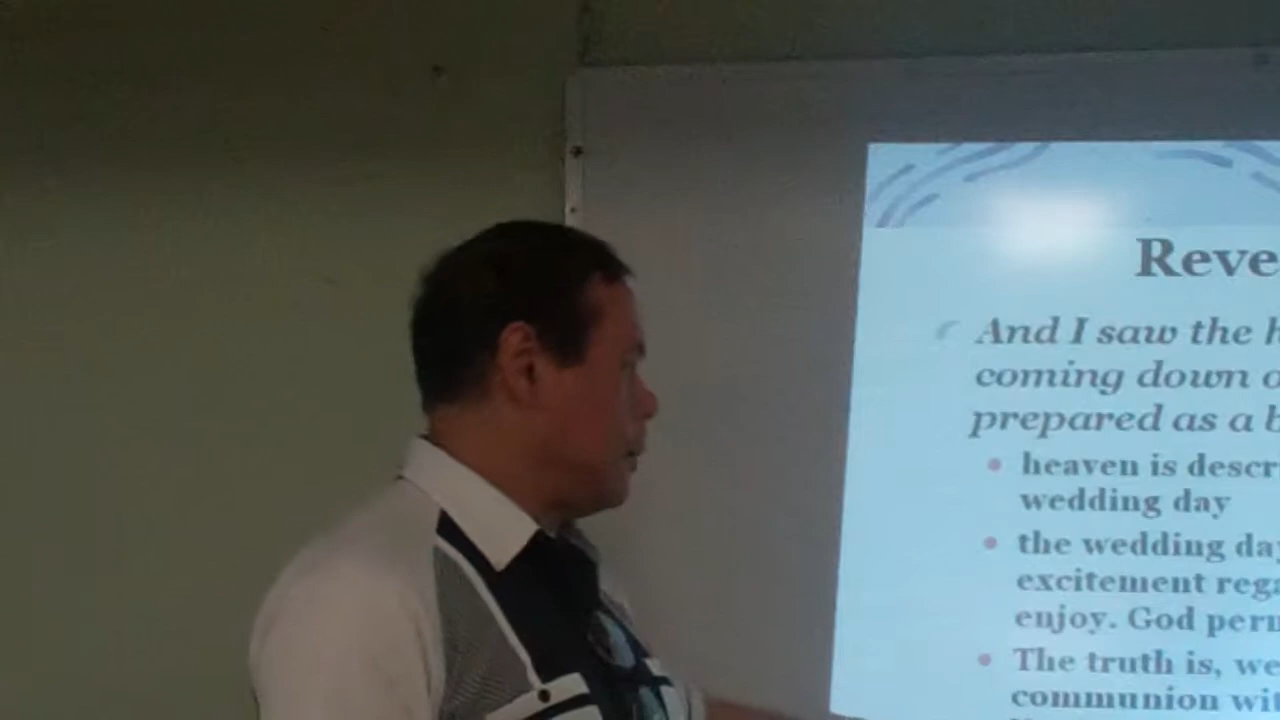 Reve
And I saw the h
coming down o
prepared as a b
heaven is descr
wedding day
the wedding day
excitement rega
enjoy. God perm
The truth is, we
communion wit